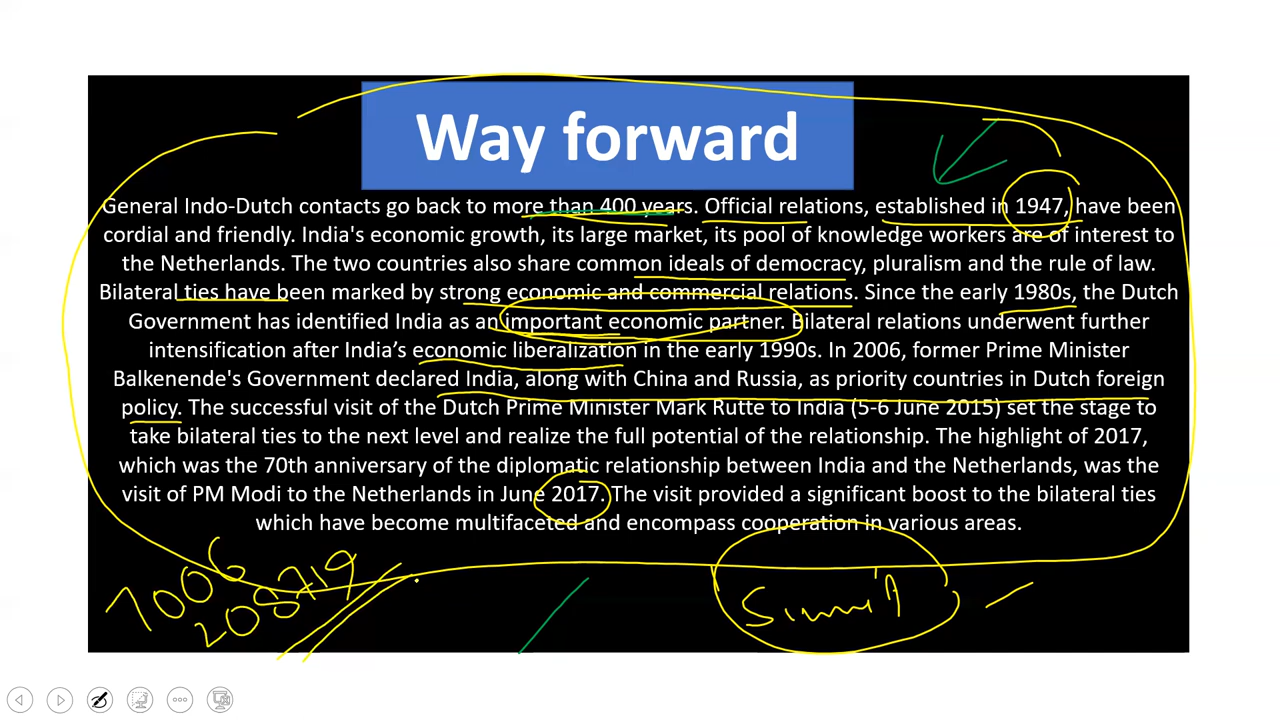 Way forward
General Indo-Dutch contacts go back to more than 400 years. Official relations, established in 1947, have been
cordial and friendly. India's economic growth, its large market, its pool of knowledge workers are of interest to
the Netherlands. The two countries also share common ideals of democracy, pluralism and the rule of law.
Bilateral ties have been marked by strong economic and commercial relations. Since the early 1980s, the Dutch
Government has identified India as an important economic partner. Bilateral relations underwent further
intensification after India’s economic liberalization in the early 1990s. In 2006, former Prime Minister
Balkenende's Government declared India, along with China and Russia, as priority countries in Dutch foreign
policy. The successful visit of the Dutch Prime Minister Mark Rutte to India (5-6 June 2015) set the stage to
take bilateral ties to the next level and realize the full potential of the relationship. The highlight of 2017,
which was the 70th anniversary of the diplomatic relationship between India and the Netherlands, was the
visit of PM Modi to the Netherlands in June 2017. The visit provided a significant boost to the bilateral ties
which have become multifaceted and encompass cooperation in various areas.
7006
208719